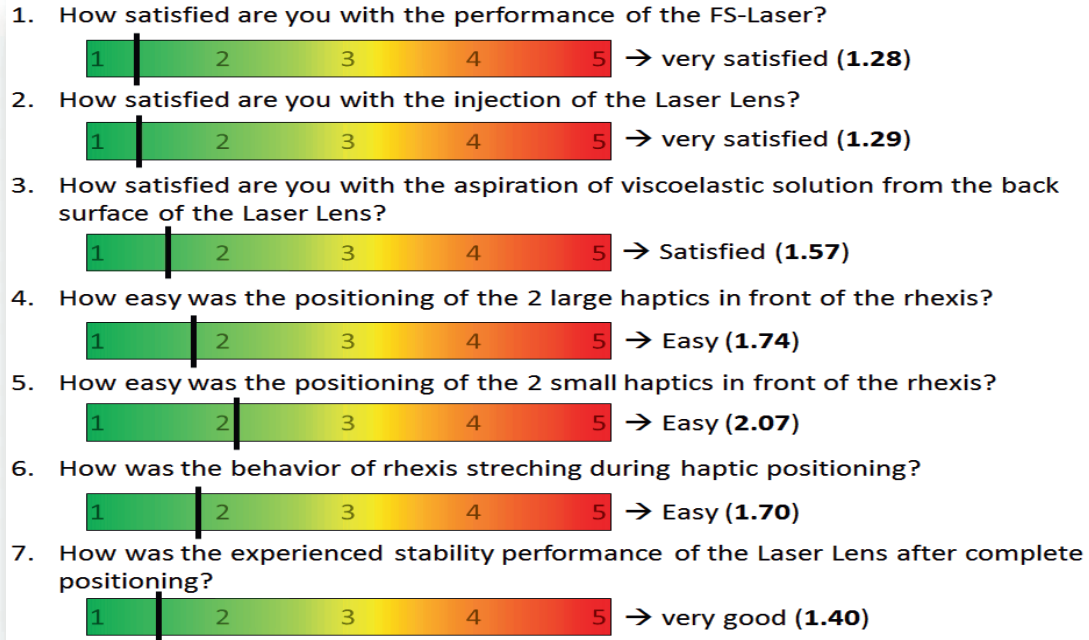 1. How satisfied are you with the performance of the FS-Laser?
1 2 3 4 5 → very satisfied (1.28)
2. How satisfied are you with the injection of the Laser Lens?
1 2 3 4 5 → very satisfied (1.29)
3. How satisfied are you with the aspiration of viscoelastic solution from the back
surface of the Laser Lens?
1 2 3 4 5 → Satisfied (1.57)
4. How easy was the positioning of the 2 large haptics in front of the rhexis?
1 2 3 4 5 → Easy (1.74)
5. How easy was the positioning of the 2 small haptics in front of the rhexis?
1 2 3 4 5 → Easy (2.07)
6. How was the behavior of rhexis streching during haptic positioning?
1 2 3 4 5 → Easy (1.70)
7. How was the experienced stability performance of the Laser Lens after complete
positioning?
1 2 3 4 5 → very good (1.40)